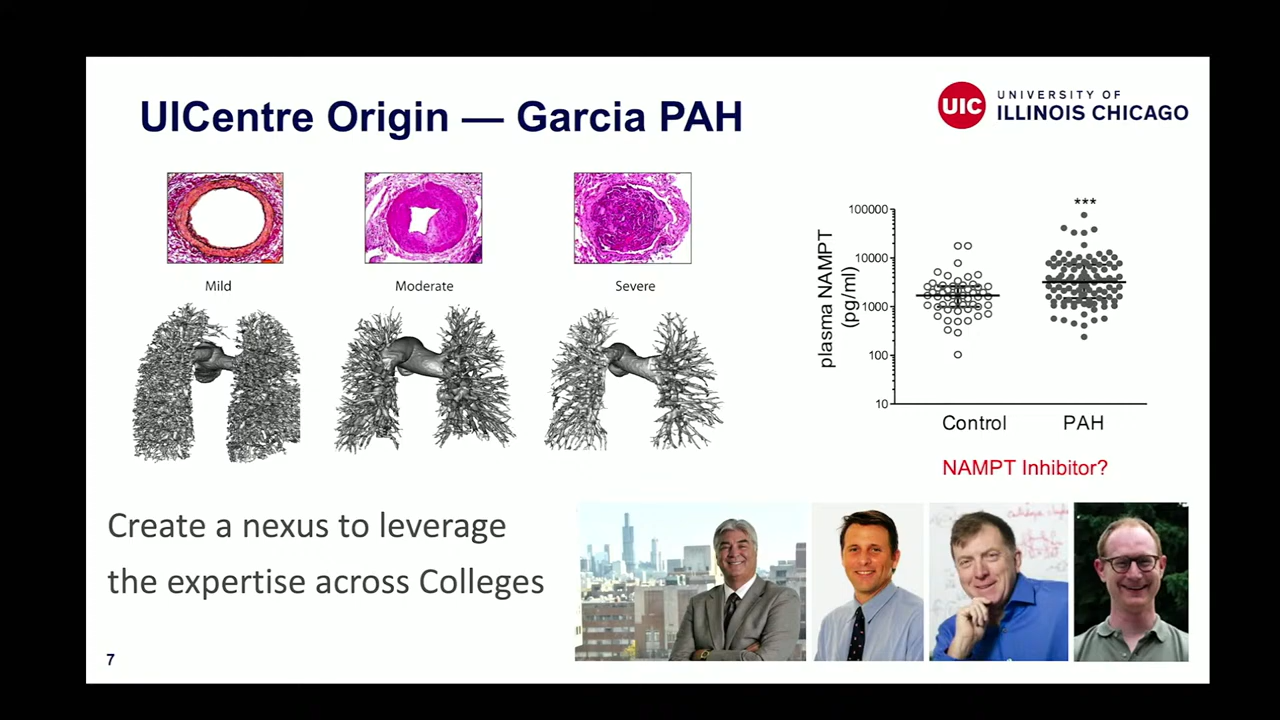 UICentre Origin — Garcia PAH
UIC
UNIVERSITY OF
ILLINOIS CHICAGO
Mild
Moderate
Severe
plasma NAMPT
(pg/ml)
100000
10000
1000
100
10
***
Control
PAH
NAMPT Inhibitor?
Create a nexus to leverage
the expertise across Colleges
7